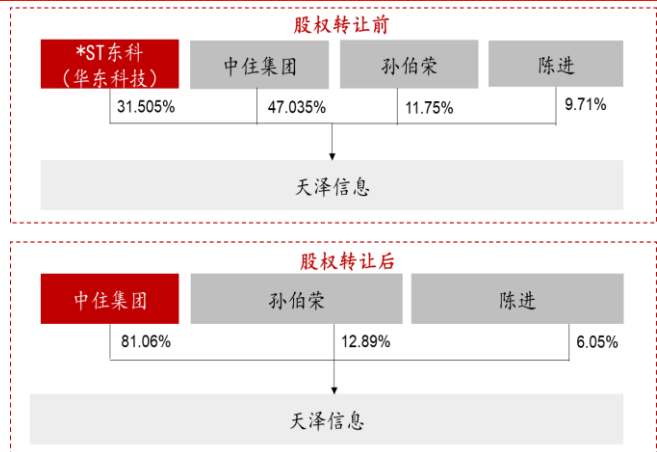 股权转让前
*ST东科
（华东科技）
中住集团
孙伯荣
陈进
31.505%
47.035%
11.75%
9.71%
天泽信息
股权转让后
中住集团
孙伯荣
陈进
81.06%
12.89%
6.05%
天泽信息